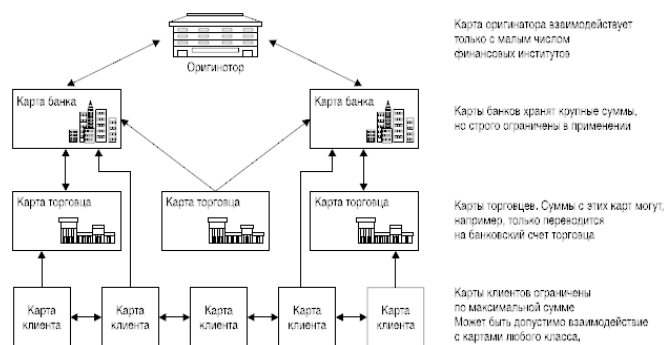 Оригинотор
Карта оригинатора взаимодействует
только с малым числом
финансовых институтов
Карта банка
Карта банка
Карты банков хранят крупные суммы,
но строго ограничены в применении
Карта торговца
Карта торговца
Карта торговца
Карты торговцев. Суммы с этих карт могут,
например, только переводится
на банковский счет торговца
Карта
клиента
Карта
клиента
Карта
клиента
Карта
клиента
Карта
клиента
Карты клиентов ограничены
по максимальной сумме
Может быть допустимо взаимодействие
с картами любого класса,